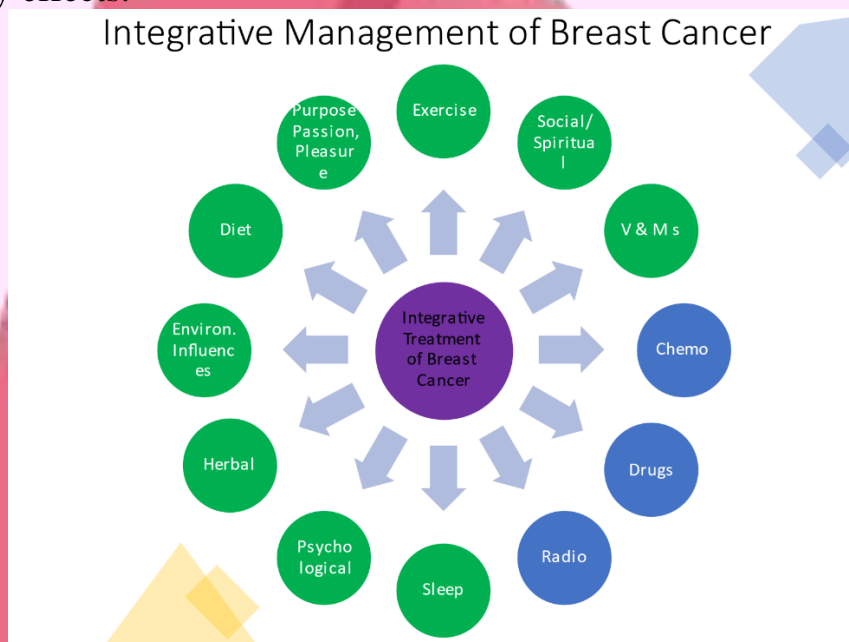 effects.
Integrative Management of Breast Cancer
Exercise
Social/
Spiritua
l
V & M s
Chemo
Drugs
Radio
Sleep
Psycho
logical
Herbal
Environ.
Influenc
es
Diet
Purpose
Passion,
Pleasur
e
Integrative
Treatment
of Breast
Cancer